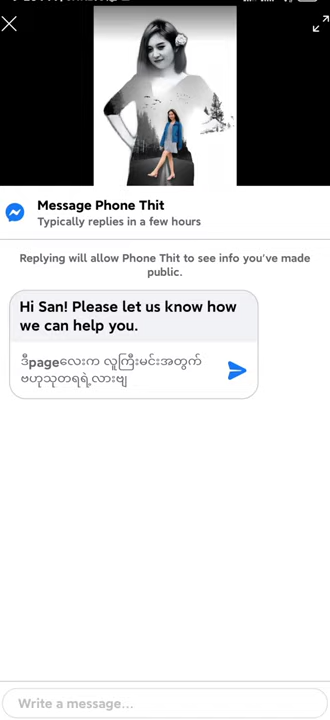 Message Phone Thit
Typically replies in a few hours
Replying will allow Phone Thit to see info you've made
public.
Hi San! Please let us know how
we can help you.
ဒီpageလေးက လူကြီးမင်းအတွက်
ဗဟုသုတရရဲ့လားဗျ
Write a message...